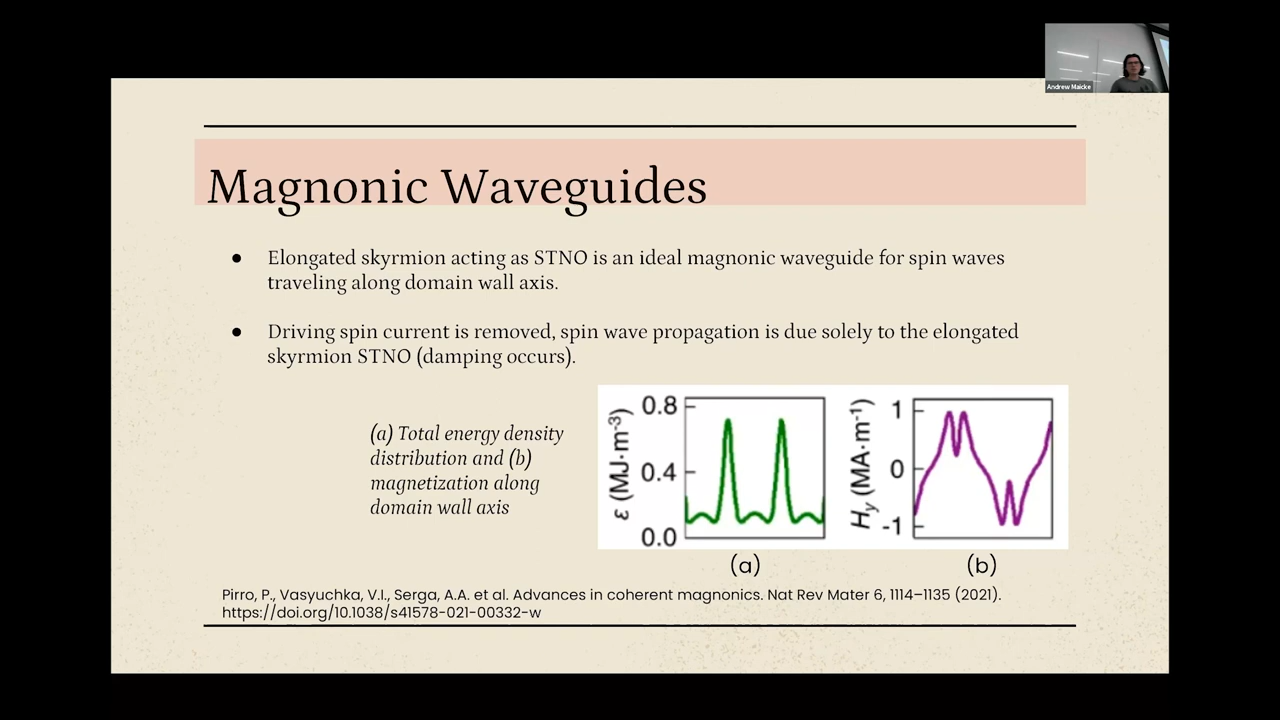 Andrew Maicke
Magnonic Waveguides
● Elongated skyrmion acting as STNO is an ideal magnonic waveguide for spin waves
traveling along domain wall axis.
● Driving spin current is removed, spin wave propagation is due solely to the elongated
skyrmion STNO (damping occurs).
(a) Total energy density
distribution and (b)
magnetization along
domain wall axis
ε (MJ·m⁻³)
0.8
0.4
0.0
(a)
Hy (MA·m⁻¹)
1
0
-1
(b)
Pirro, P., Vasyuchka, V.I., Serga, A.A. et al. Advances in coherent magnonics. Nat Rev Mater 6, 1114–1135 (2021).
https://doi.org/10.1038/s41578-021-00332-w